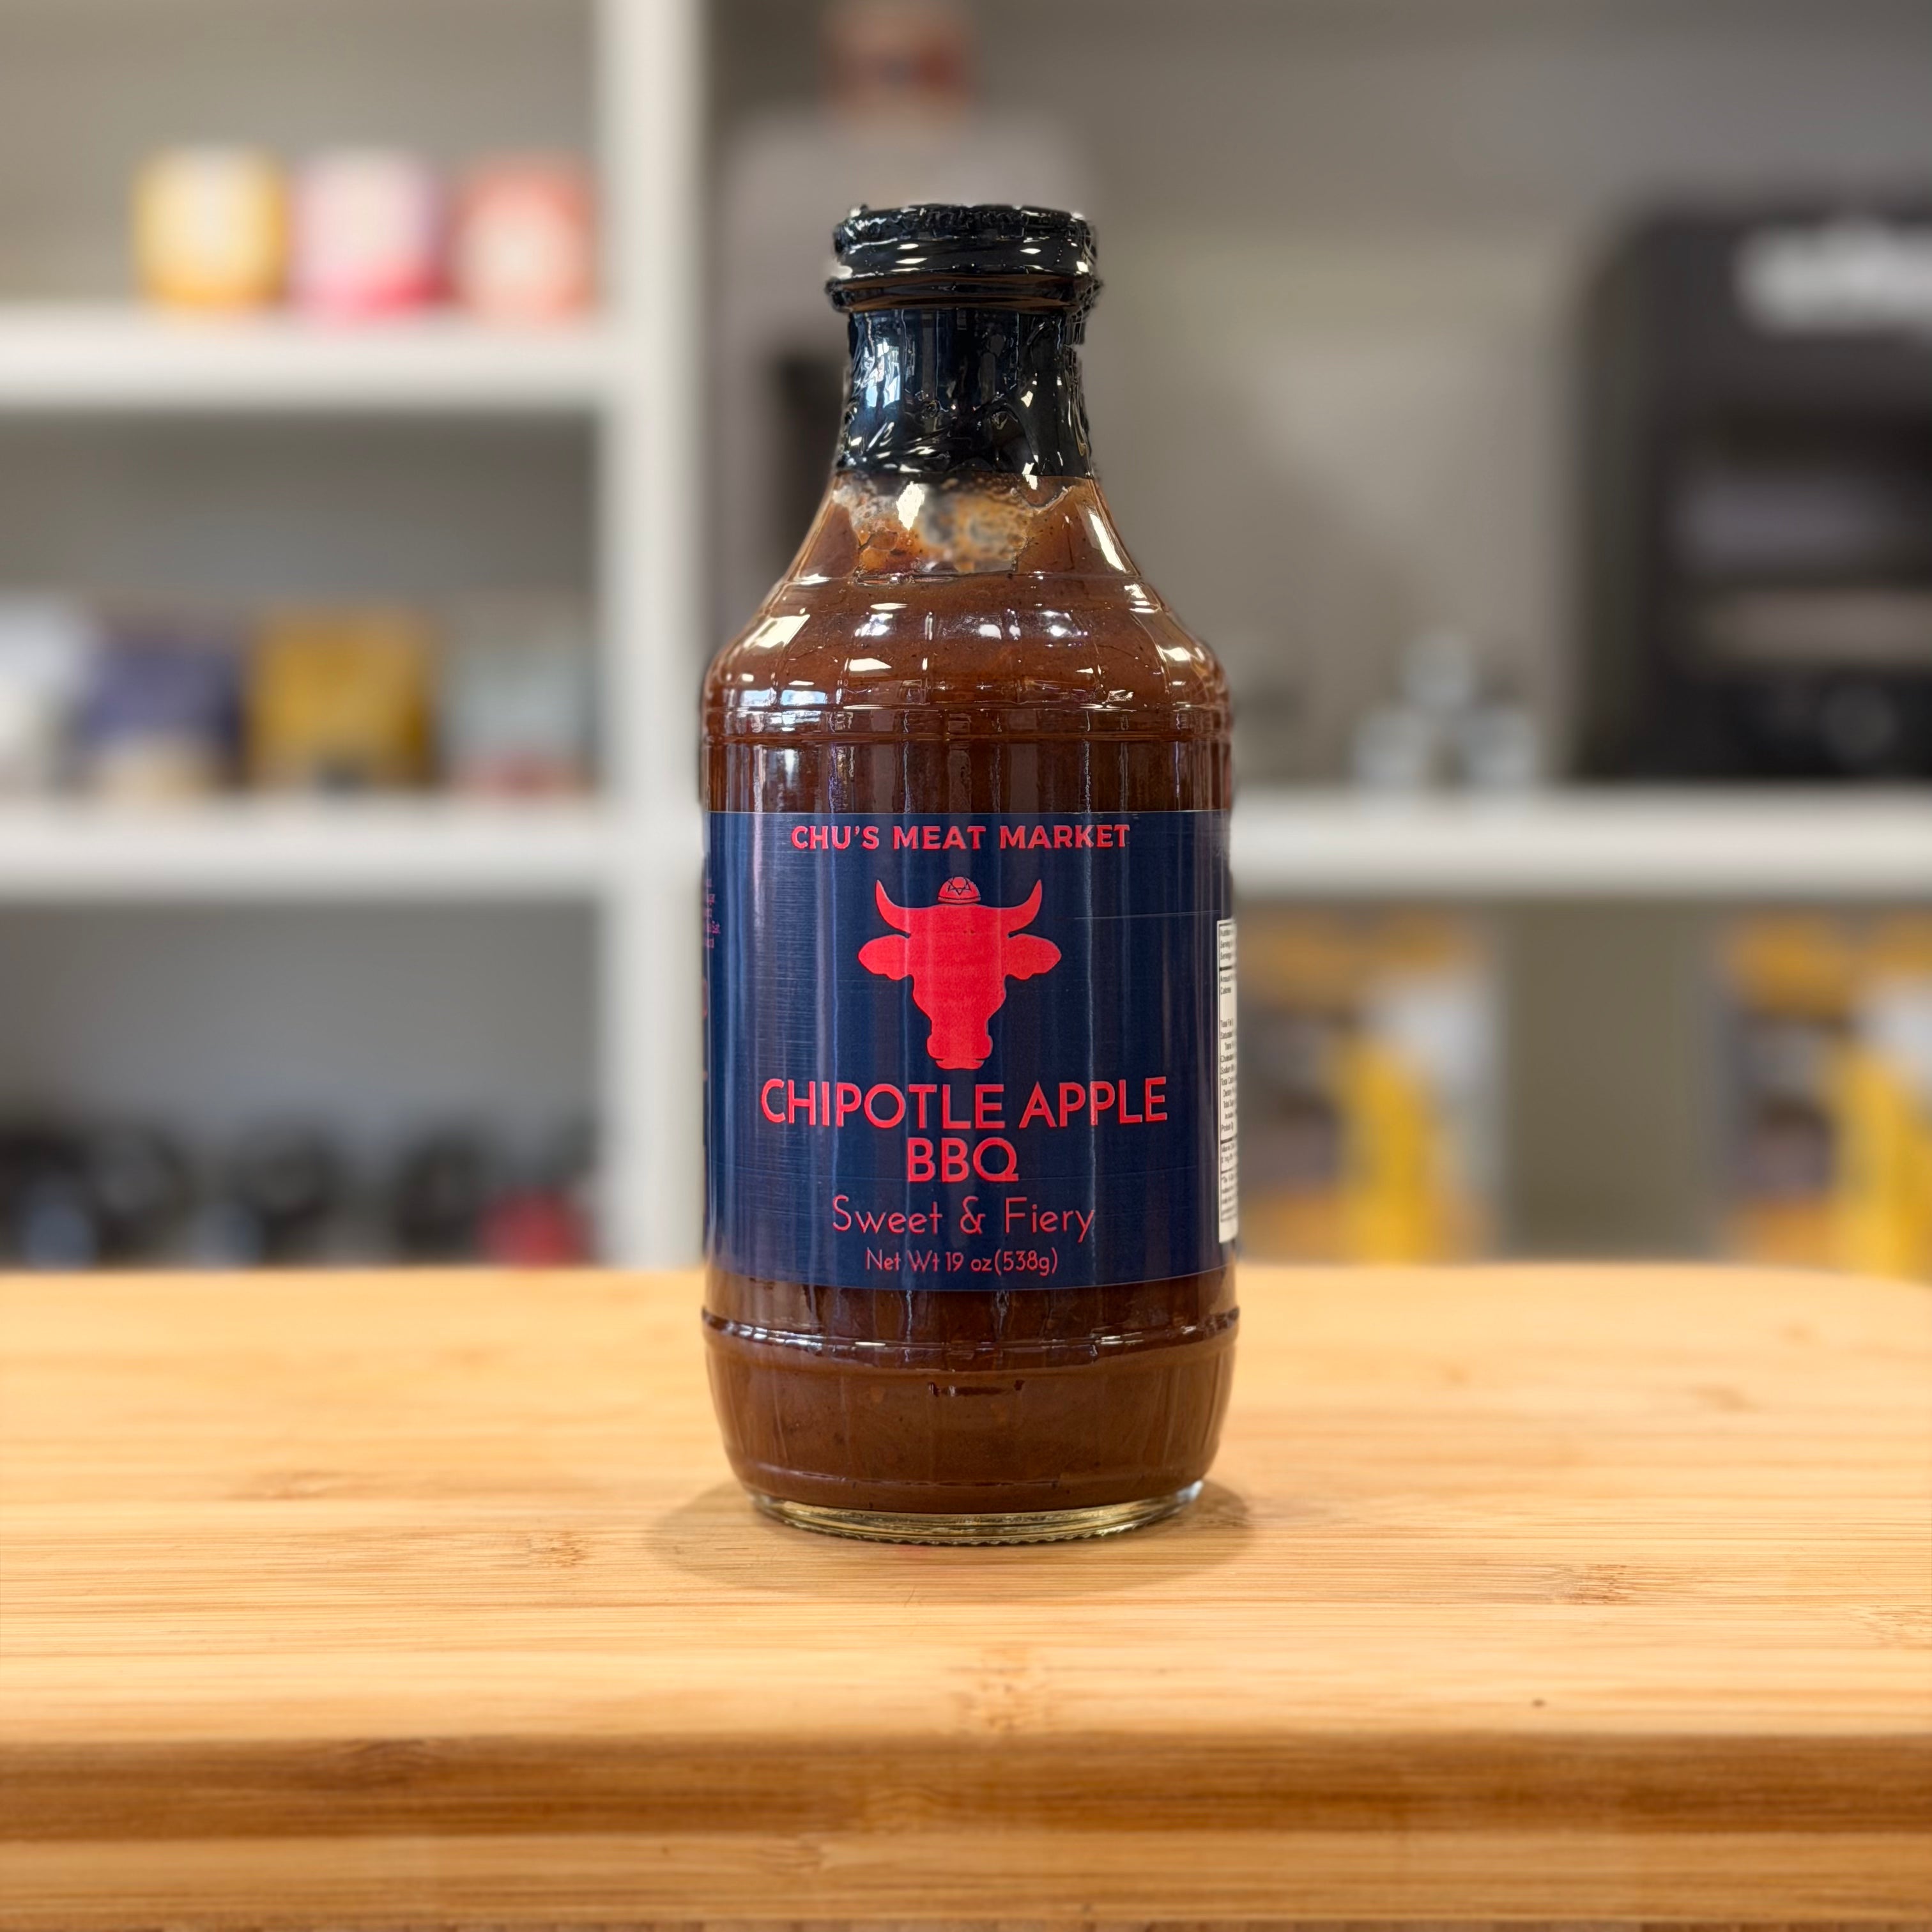 CHU'S MEAT MARKET
CHIPOTLE APPLE
BBQ
Sweet & Fiery
Net Wt 19 oz(538g)